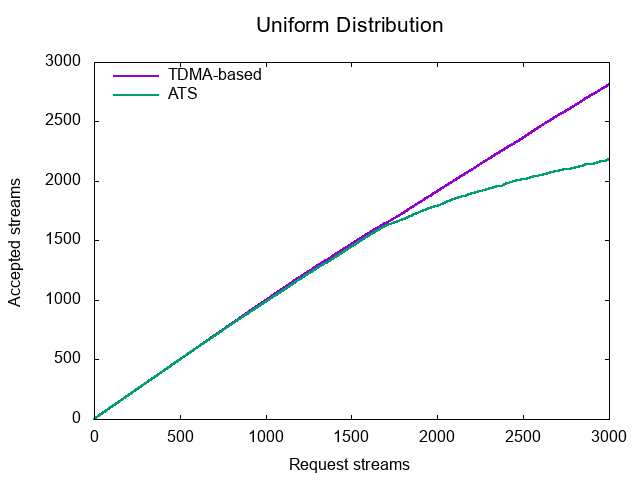 Uniform Distribution
3000
TDMA-based
ATS
2500
2000
1500
1000
500
0
Accepted streams
0 500 1000 1500 2000 2500 3000
Request streams